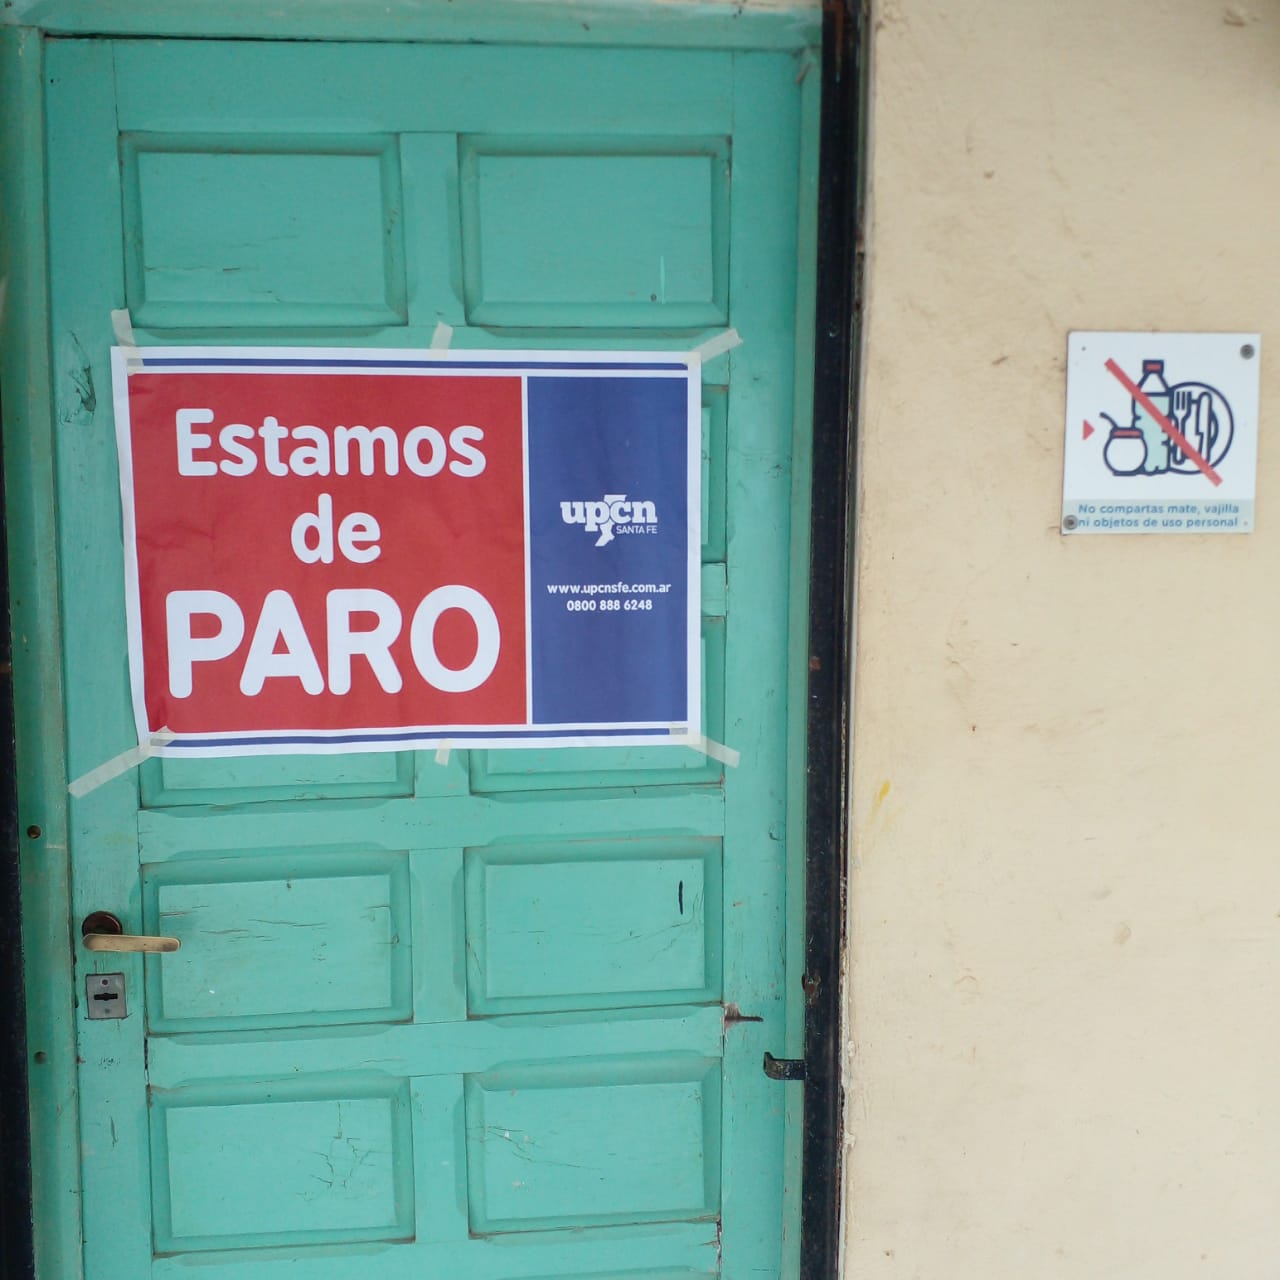 Estamos
de
PARO
upcn
SANTA FE
www.upcnsfe.com.ar
0800 888 6248
No compartas mate, vajilla
ni objetos de uso personal